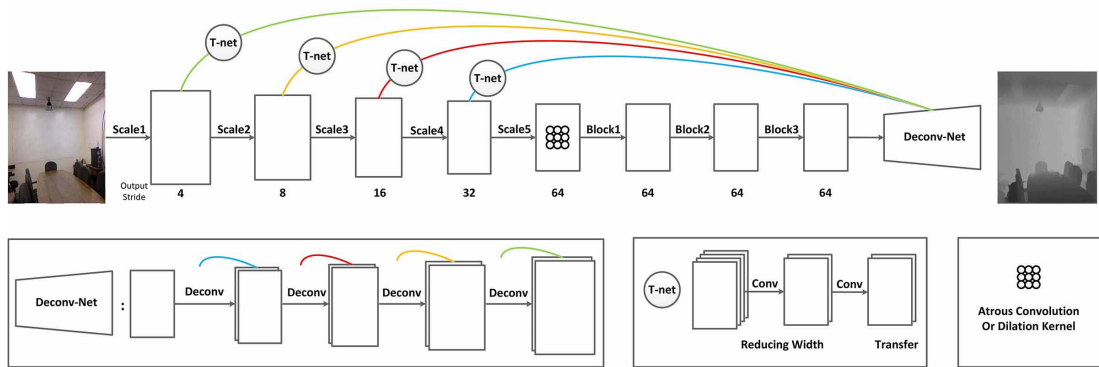 T-net
T-net
T-net
T-net
Scale1
Scale2
Scale3
Scale4
Scale5
Block1
Block2
Block3
Deconv-Net
Output
Stride
4
8
16
32
64
64
64
64
Deconv-Net
:
Deconv
Deconv
Deconv
Deconv
T-net
Conv
Conv
Reducing Width
Transfer
Atrous Convolution
Or Dilation Kernel